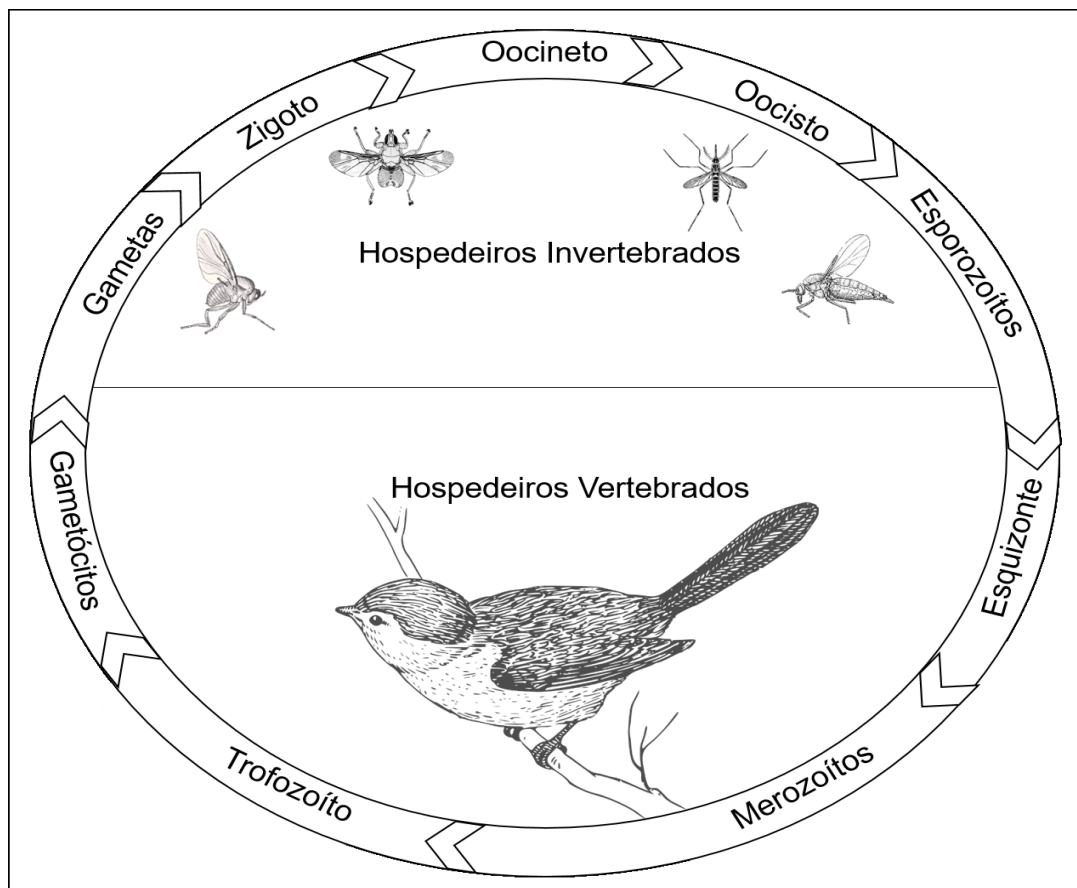 Oocineto
Zigoto
Oocisto
Gametas
Esporozoítos
Hospedeiros Invertebrados
Gametócitos
Esquizonte
Hospedeiros Vertebrados
Trofozoíto
Merozoítos